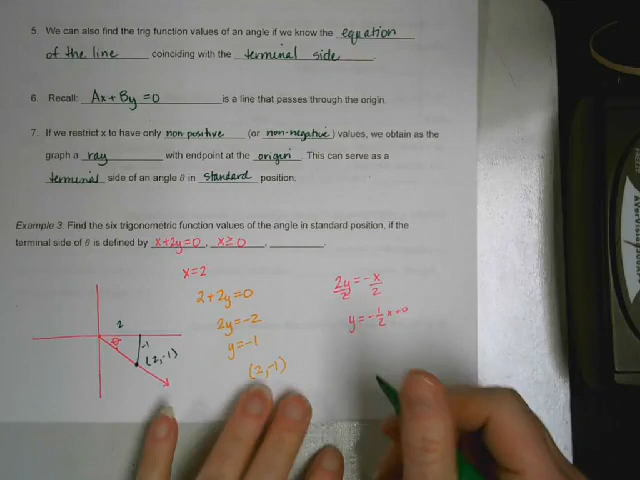 5. We can also find the trig function values of an angle if we know the equation
of the line coinciding with the terminal side.
6. Recall: Ax + By = 0 is a line that passes through the origin.
7. If we restrict x to have only non-positive (or non-negative) values, we obtain as the
graph a ray with endpoint at the origin. This can serve as a
terminal side of an angle θ in standard position.
Example 3: Find the six trigonometric function values of the angle in standard position, if the
terminal side of θ is defined by x+2y=0, x≥0,
x=2
2+2y=0
2y=-2
y=-1
(2,-1)
2y/2 = -x/2
y = -1/2 x+0
2
θ
-1
(2,-1)